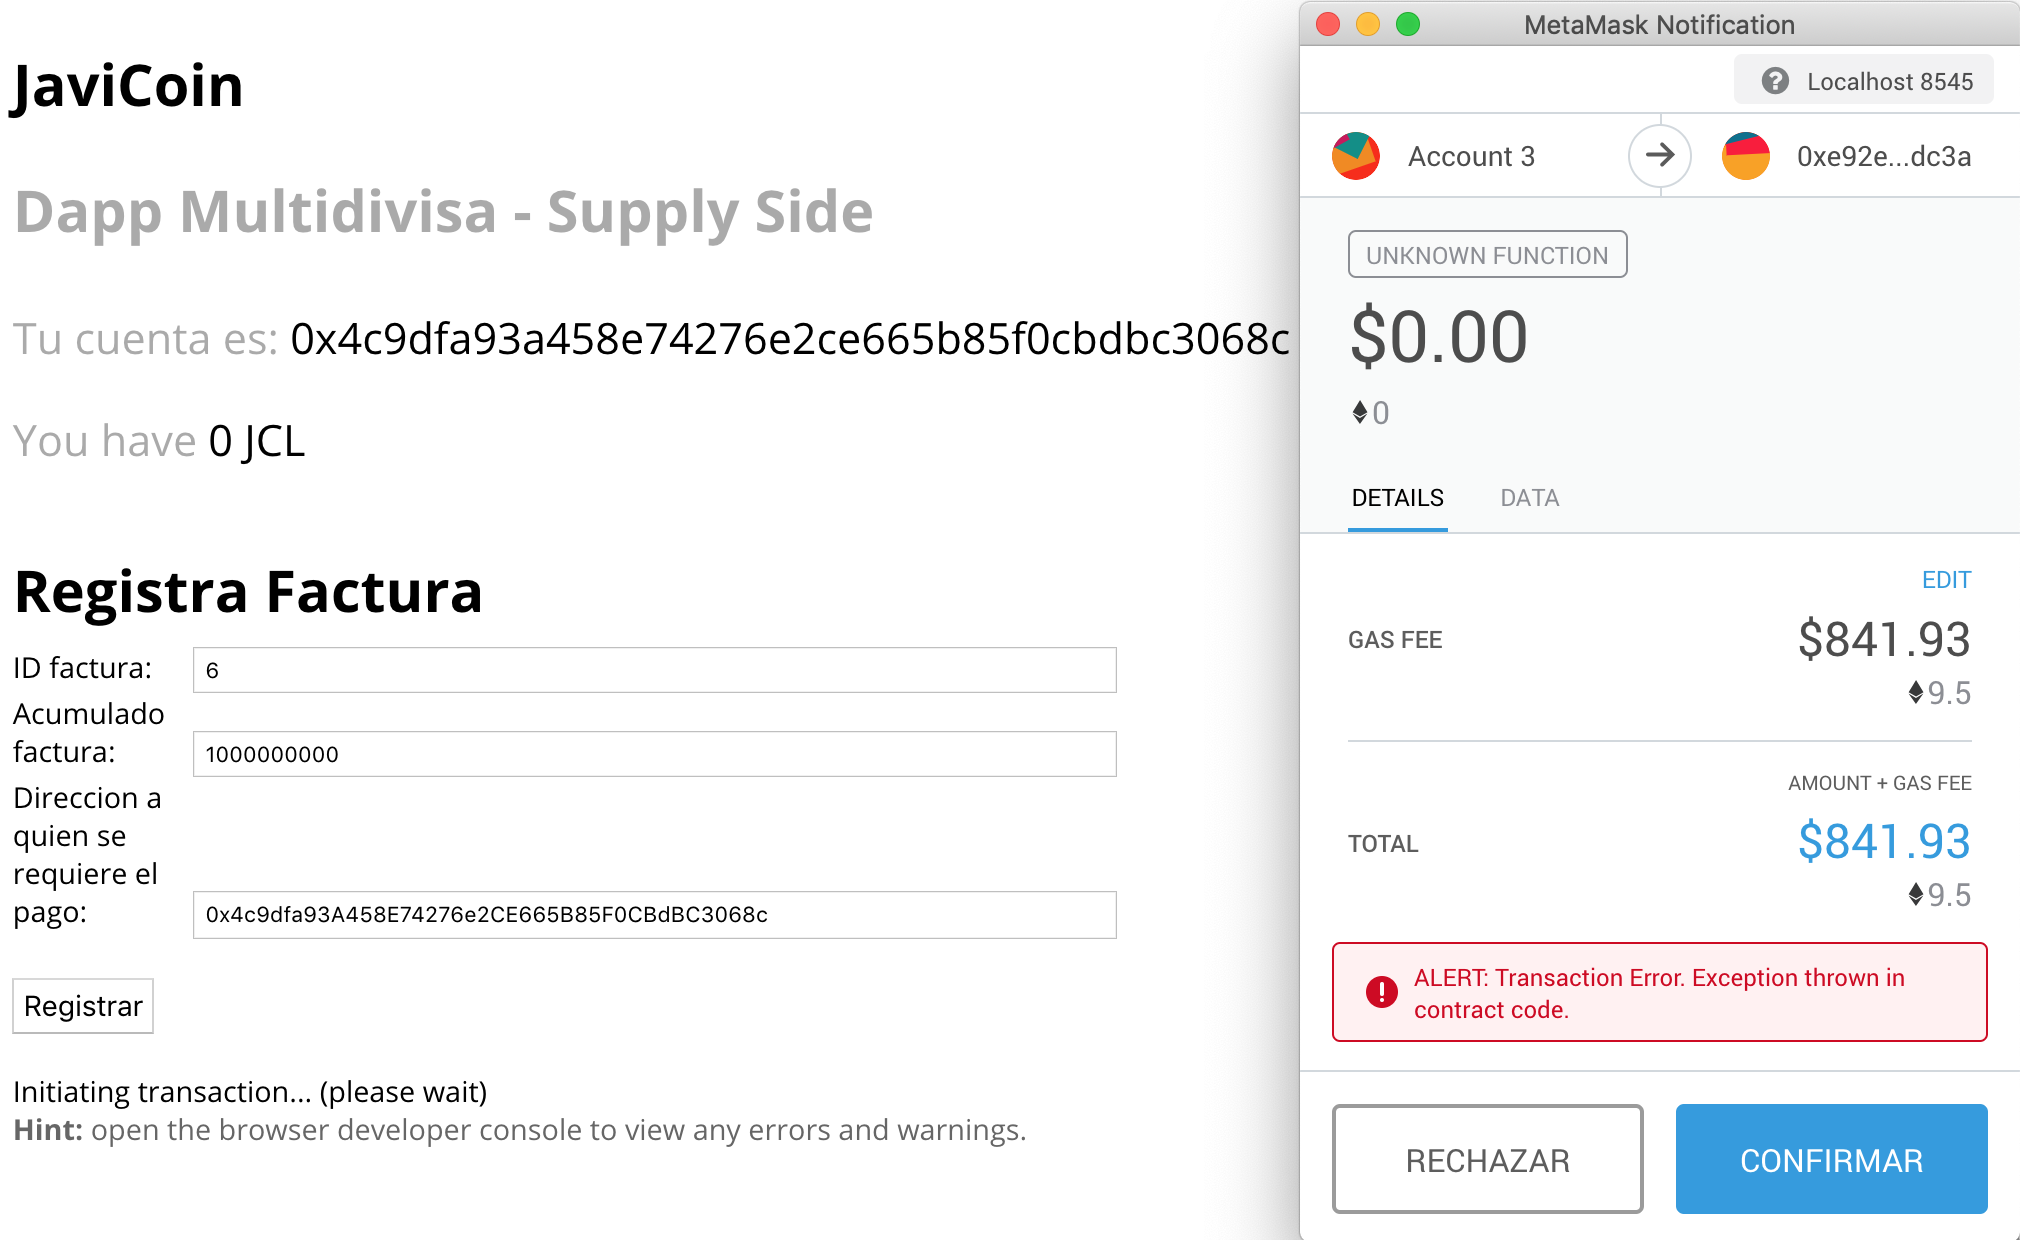 JaviCoin
Dapp Multidivisa - Supply Side
Tu cuenta es: 0x4c9dfa93a458e74276e2ce665b85f0cbdbc3068c
You have 0 JCL
Registra Factura
ID factura: 6
Acumulado
factura: 1000000000
Direccion a
quien se
requiere el
pago: 0x4c9dfa93A458E74276e2CE665B85F0CBdBC3068c
Registrar
Initiating transaction... (please wait)
Hint: open the browser developer console to view any errors and warnings.
MetaMask Notification
Localhost 8545
Account 3 0xe92e...dc3a
UNKNOWN FUNCTION
$0.00
0
DETAILS DATA
EDIT
GAS FEE $841.93
9.5
AMOUNT + GAS FEE
TOTAL $841.93
9.5
ALERT: Transaction Error. Exception thrown in
contract code.
RECHAZAR CONFIRMAR